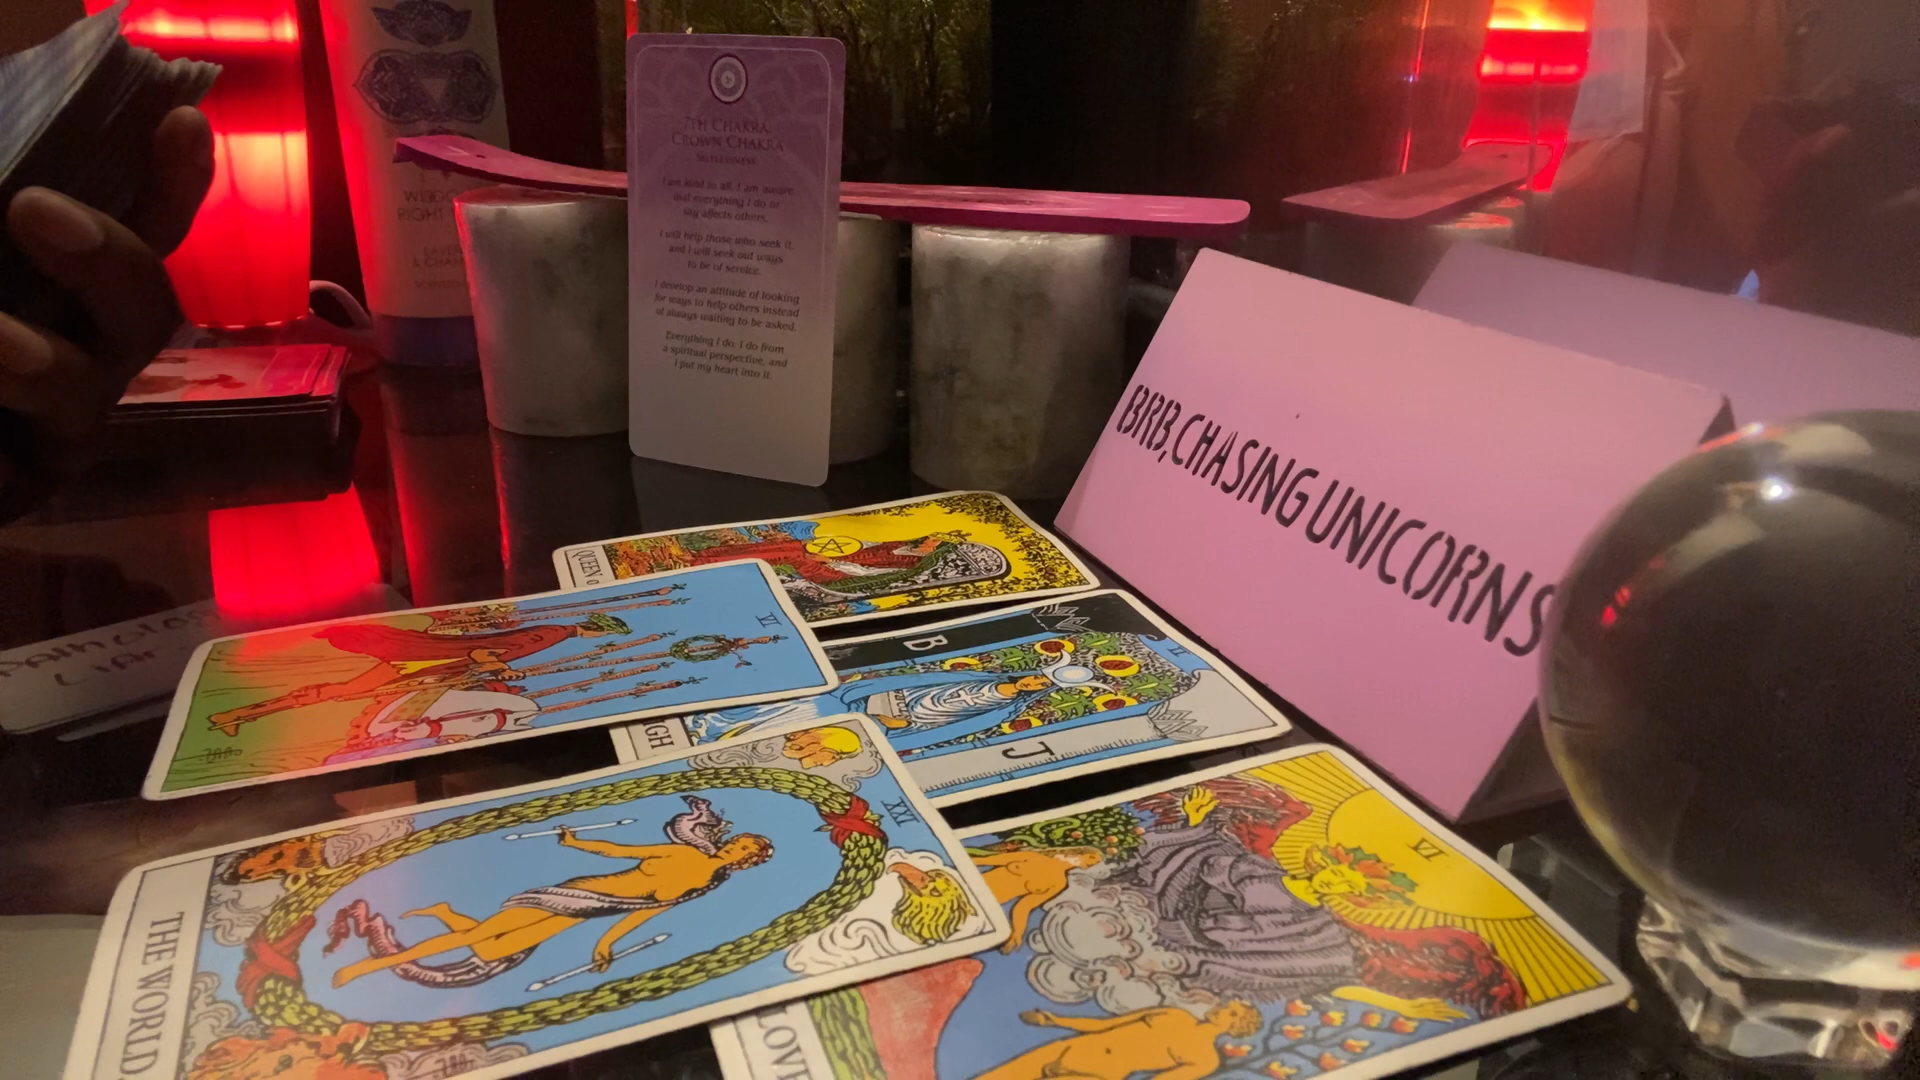 7TH CHAKRA:
CROWN CHAKRA
SELFLESSNESS
I am kind to all. I am aware
that everything I do or
say affects others.
I will help those who seek it,
and I will seek out ways
to be of service.
I develop an attitude of looking
for ways to help others instead
of always waiting to be asked.
Everything I do, I do from
a spiritual perspective, and
I put my heart into it.
BRB, CHASING UNICORNS
QUEEN
VI
B
J
II
HIGH
XXI
THE WORLD.
VI
LOVE